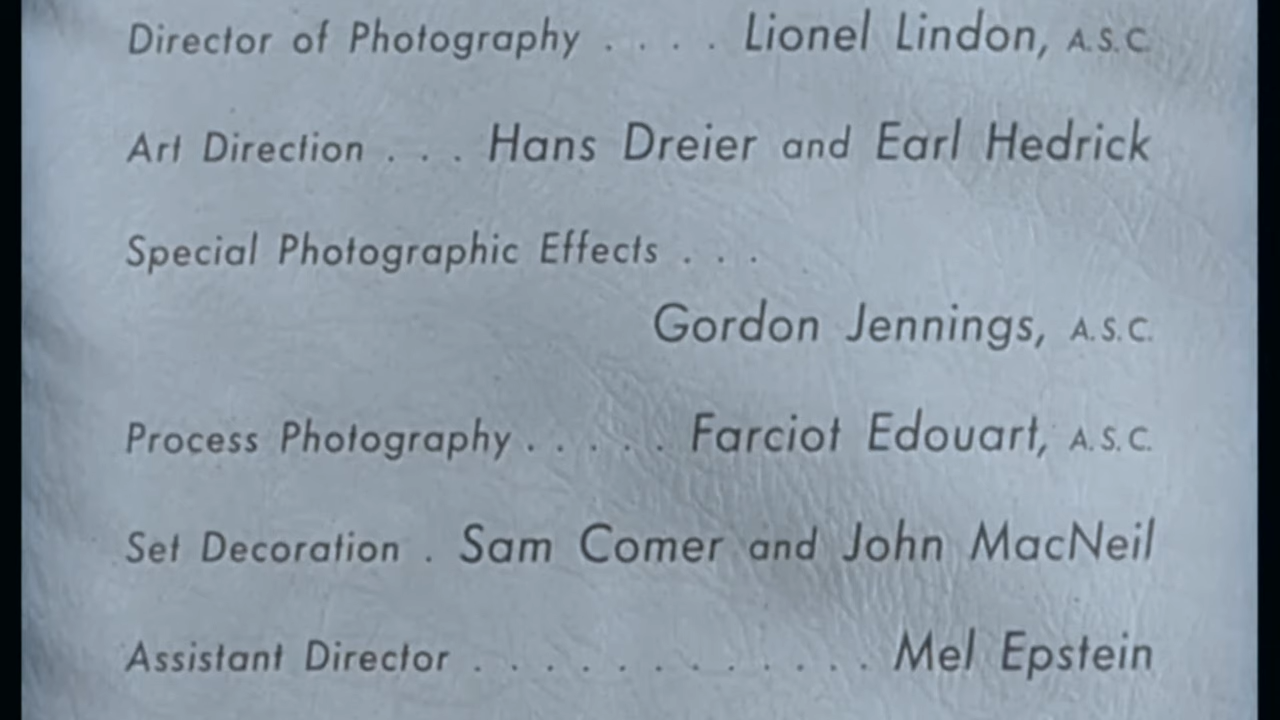 Director of Photography . . . . Lionel Lindon, A.S.C.
Art Direction . . . Hans Dreier and Earl Hedrick
Special Photographic Effects . . .
Gordon Jennings, A.S.C.
Process Photography . . . . . Farciot Edouart, A.S.C.
Set Decoration . Sam Comer and John MacNeil
Assistant Director . . . . . . . . . . . . Mel Epstein